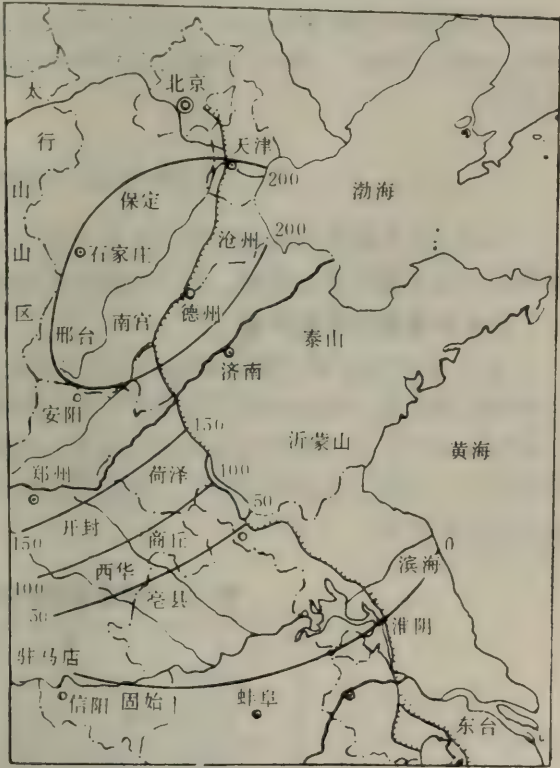 北京
太行山山区
天津
200
保定
渤海
沧州
200
石家庄
德州
南宫
邢台
泰山
济南
安阳
沂蒙山
黄海
150
郑州
荷泽
100
50
开封
商丘
150
0
滨海
西华
100
亳县
50
淮阴
驻马店
信阳
固始
蚌阜
东台